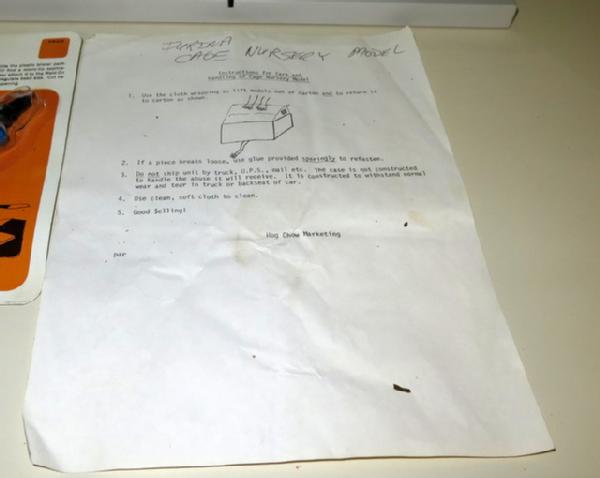 PURINA
CAGE NURSERY MODEL
Instructions for Care and
Handling of Cage Nursery Model
1. Use the cloth wrapping to lift models out of carton and to return it
to carton as shown.
2. If a piece breaks loose, use glue provided sparingly to refasten.
3. Do not ship unit by truck, U.P.S., mail etc. The case is not constructed
to handle the abuse it will receive. It is constructed to withstand normal
wear and tear in truck or backseat of car.
4. Use clean, soft cloth to clean.
5. Good Selling!
Hog Chow Marketing
par